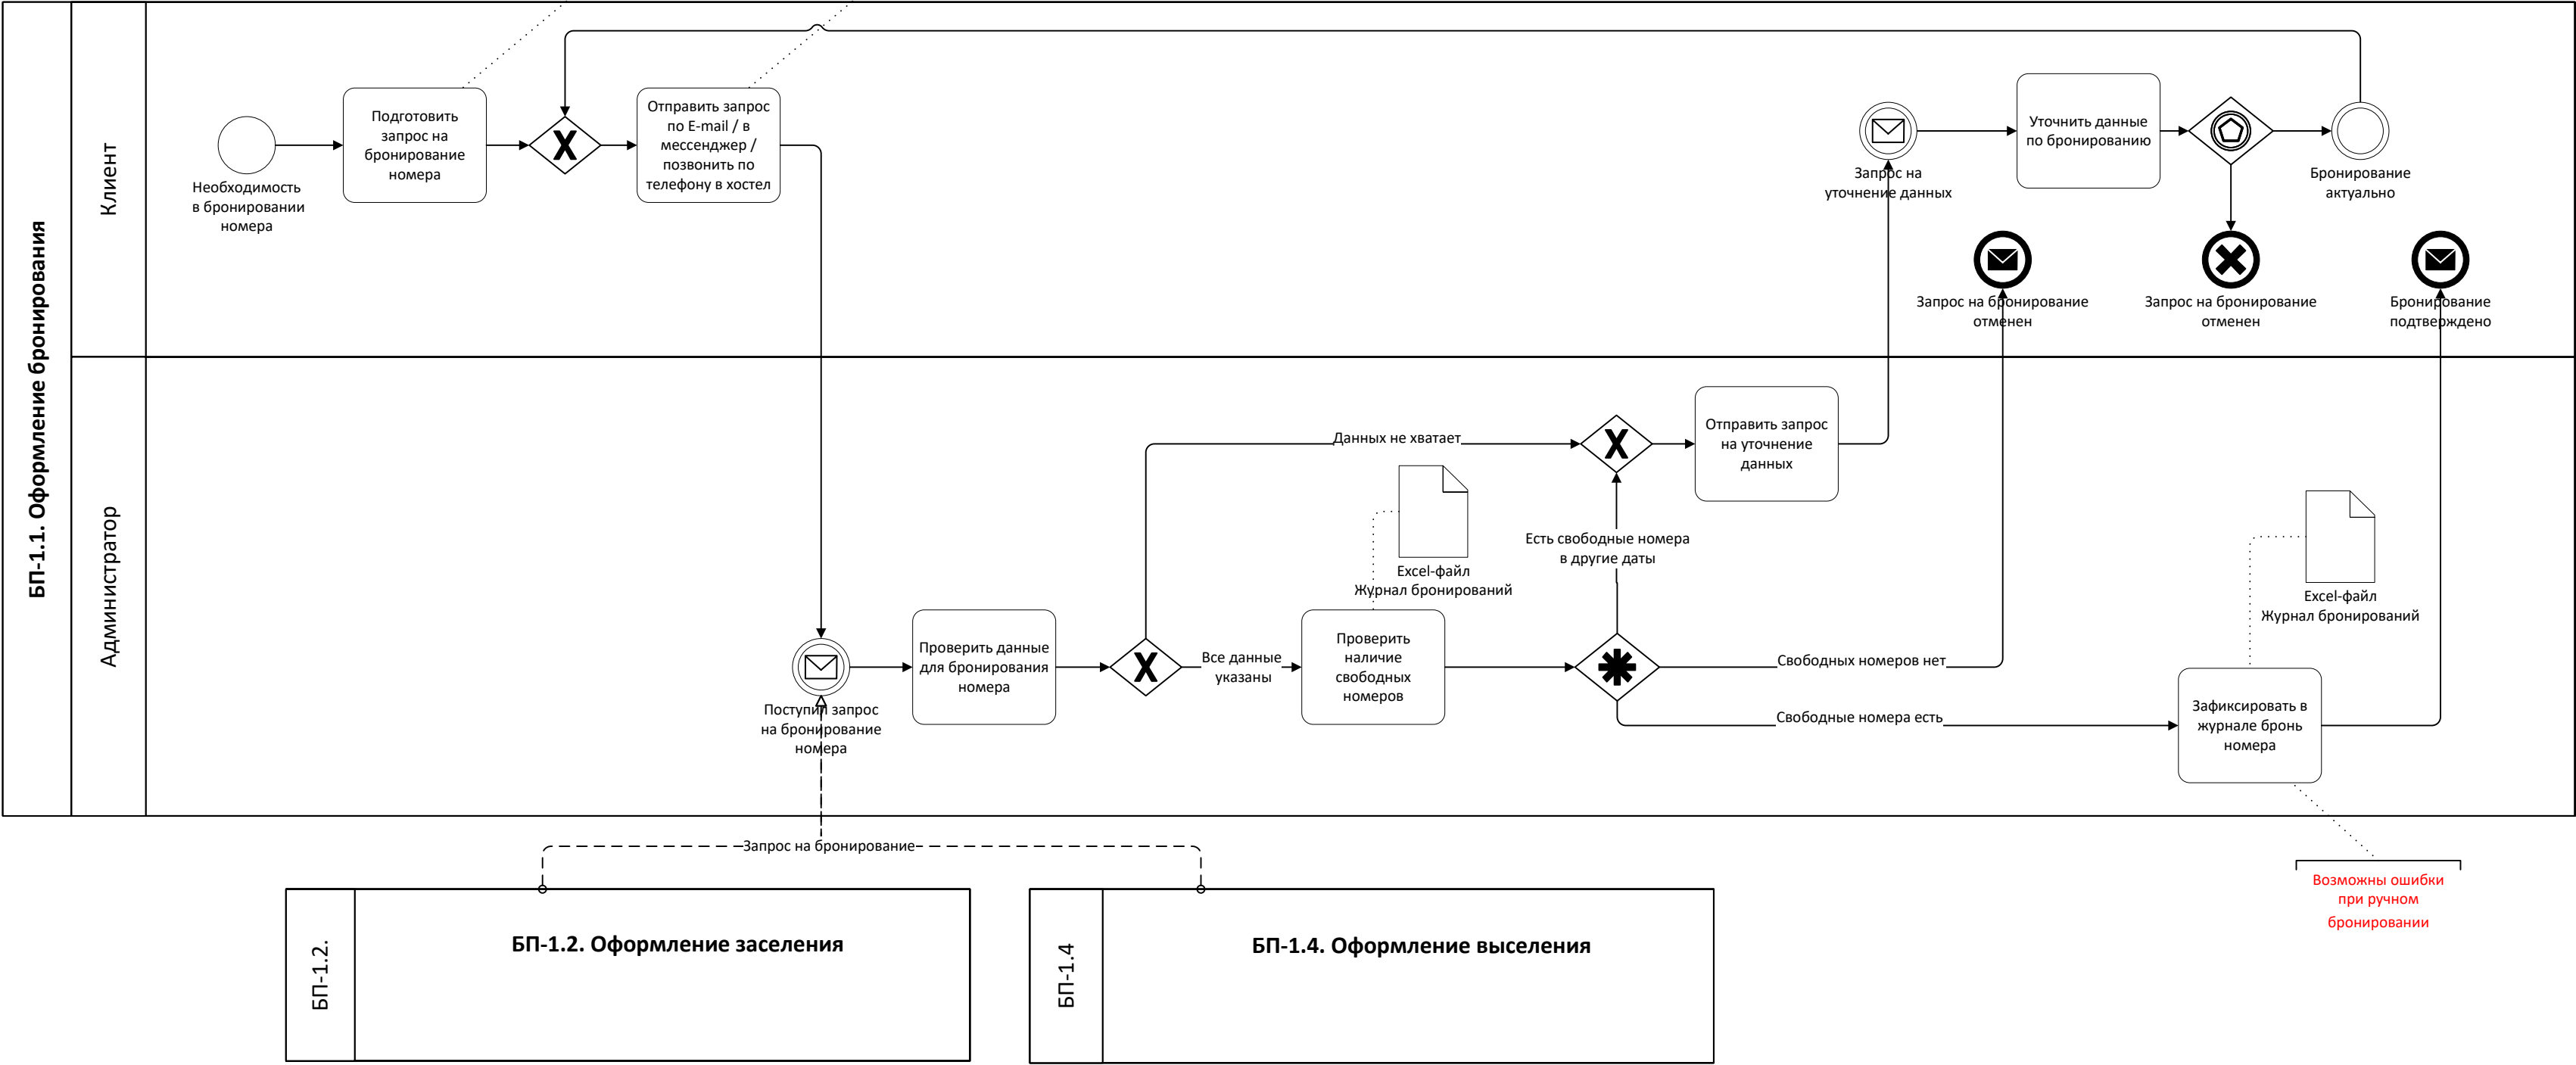 БП-1.1. Оформление бронирования
Клиент
Необходимость
в бронировании
номера
Подготовить
запрос на
бронирование
номера
X
Отправить запрос
по E-mail / в
мессенджер /
позвонить по
телефону в хостел
Запрос на
уточнение данных
Уточнить данные
по бронированию
Бронирование
актуально
Запрос на бронирование
отменен
Запрос на бронирование
отменен
Бронирование
подтверждено
Администратор
Поступил запрос
на бронирование
номера
Проверить данные
для бронирования
номера
X
Данных не хватает
Все данные
указаны
Excel-файл
Журнал бронирований
Проверить
наличие
свободных
номеров
X
Есть свободные номера
в другие даты
Отправить запрос
на уточнение
данных
Свободных номеров нет
Свободные номера есть
Excel-файл
Журнал бронирований
Зафиксировать в
журнале бронь
номера
Запрос на бронирование
БП-1.2.
БП-1.2. Оформление заселения
БП-1.4
БП-1.4. Оформление выселения
Возможны ошибки
при ручном
бронировании